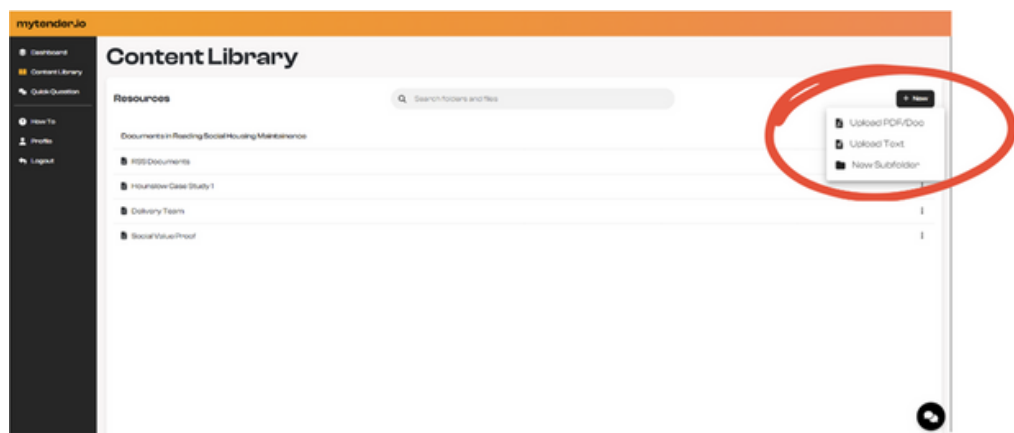 mytender.io
Dashboard
Content Library
Quick Question
How To
Profile
Logout
Content Library
Resources
Search folders and files
+ New
Upload PDF/Doc
Upload Text
New Subfolder
Documents in Reading Social Housing Maintainence
RSS Documents
Hounslow Case Study 1
Delivery Team
Social Value Proof